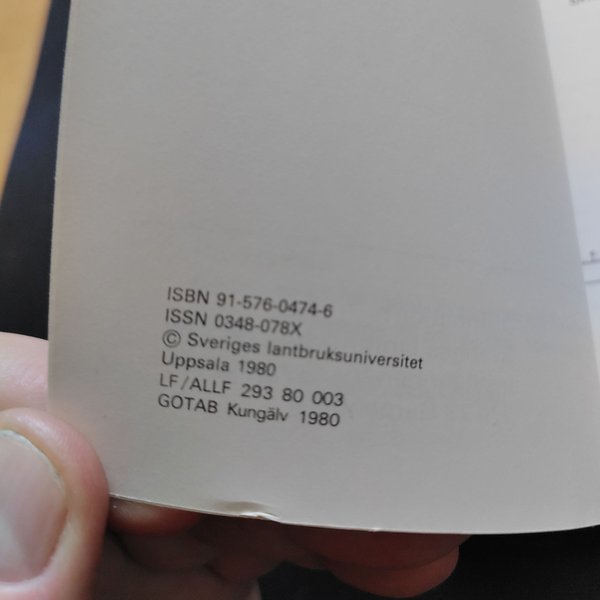 ISBN 91-576-0474-6
ISSN 0348-078X
© Sveriges lantbruksuniversitet
Uppsala 1980
LF/ALLF 293 80 003
GOTAB Kungälv 1980